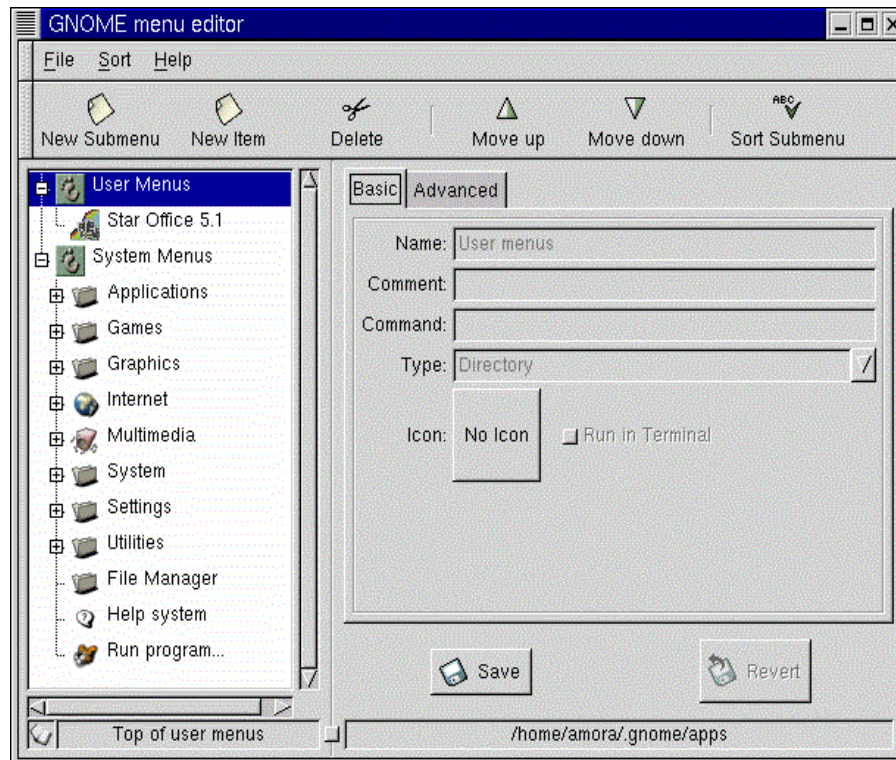 GNOME menu editor
File Sort Help
New Submenu New Item Delete Move up Move down ABC Sort Submenu
User Menus
Star Office 5.1
System Menus
Applications
Games
Graphics
Internet
Multimedia
System
Settings
Utilities
File Manager
Help system
Run program...
Basic Advanced
Name: User menus
Comment:
Command:
Type: Directory
Icon: No Icon Run in Terminal
Save Revert
Top of user menus /home/amora/.gnome/apps